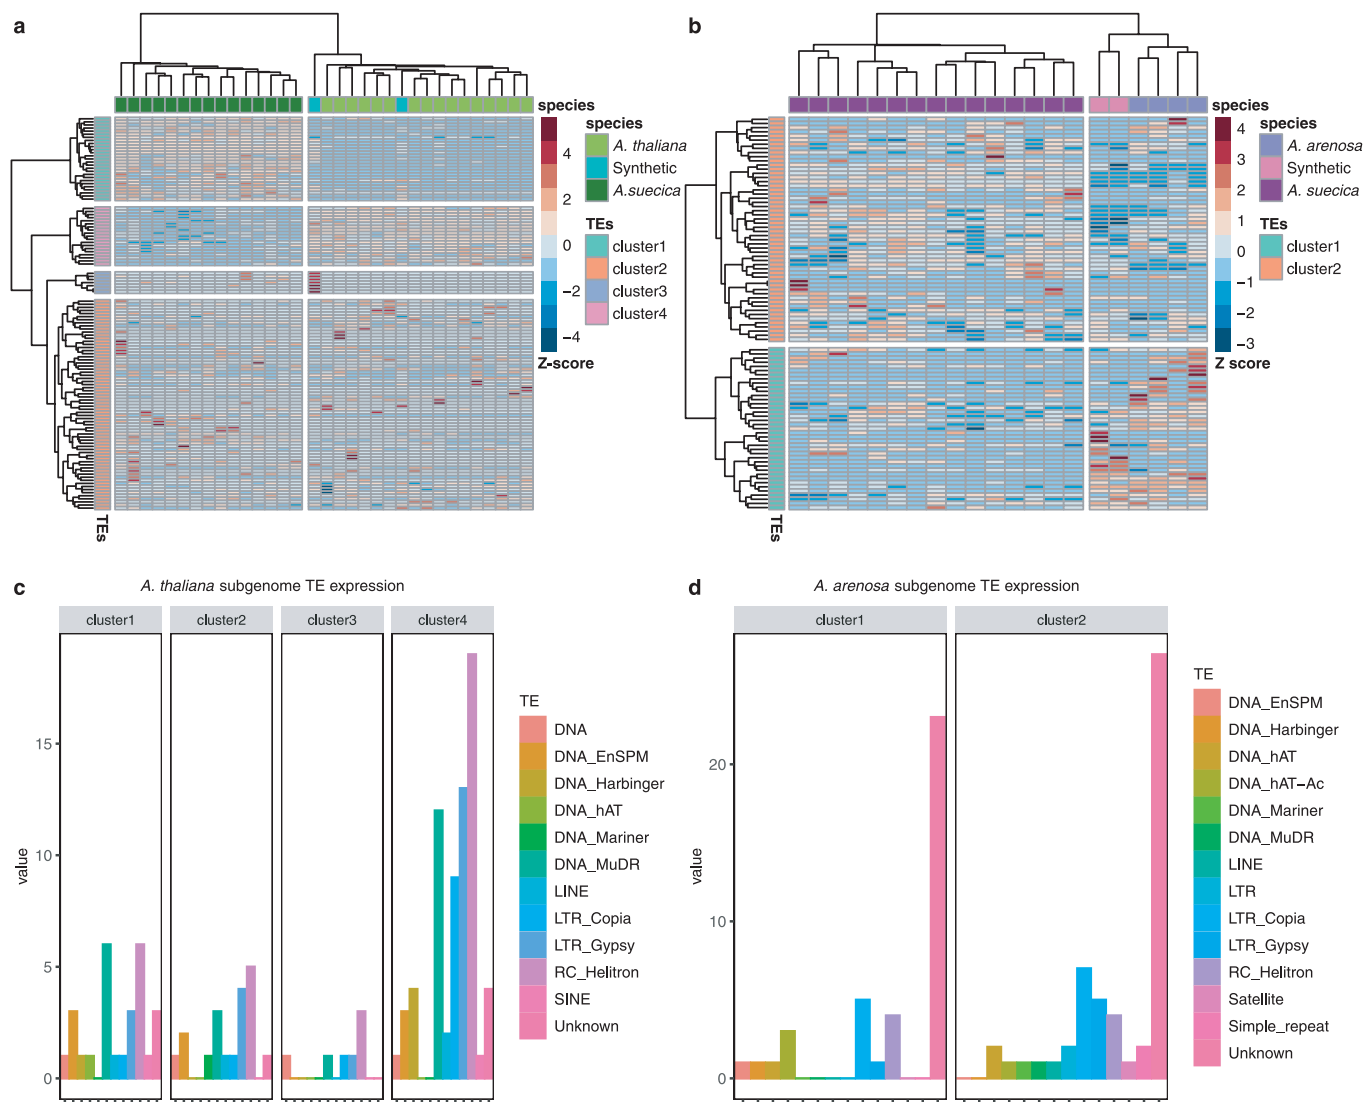 a
species
4
2
0
−2
−4
Z-score
species
A. thaliana
Synthetic
A.suecica
TEs
cluster1
cluster2
cluster3
cluster4
TEs
b
species
4
3
2
1
0
−1
−2
−3
Z score
species
A. arenosa
Synthetic
A. suecica
TEs
cluster1
cluster2
TEs
c
A. thaliana subgenome TE expression
cluster1
cluster2
cluster3
cluster4
value
15
10
5
0
TE
DNA
DNA_EnSPM
DNA_Harbinger
DNA_hAT
DNA_Mariner
DNA_MuDR
LINE
LTR_Copia
LTR_Gypsy
RC_Helitron
SINE
Unknown
d
A. arenosa subgenome TE expression
cluster1
cluster2
value
20
10
0
TE
DNA_EnSPM
DNA_Harbinger
DNA_hAT
DNA_hAT−Ac
DNA_Mariner
DNA_MuDR
LINE
LTR
LTR_Copia
LTR_Gypsy
RC_Helitron
Satellite
Simple_repeat
Unknown